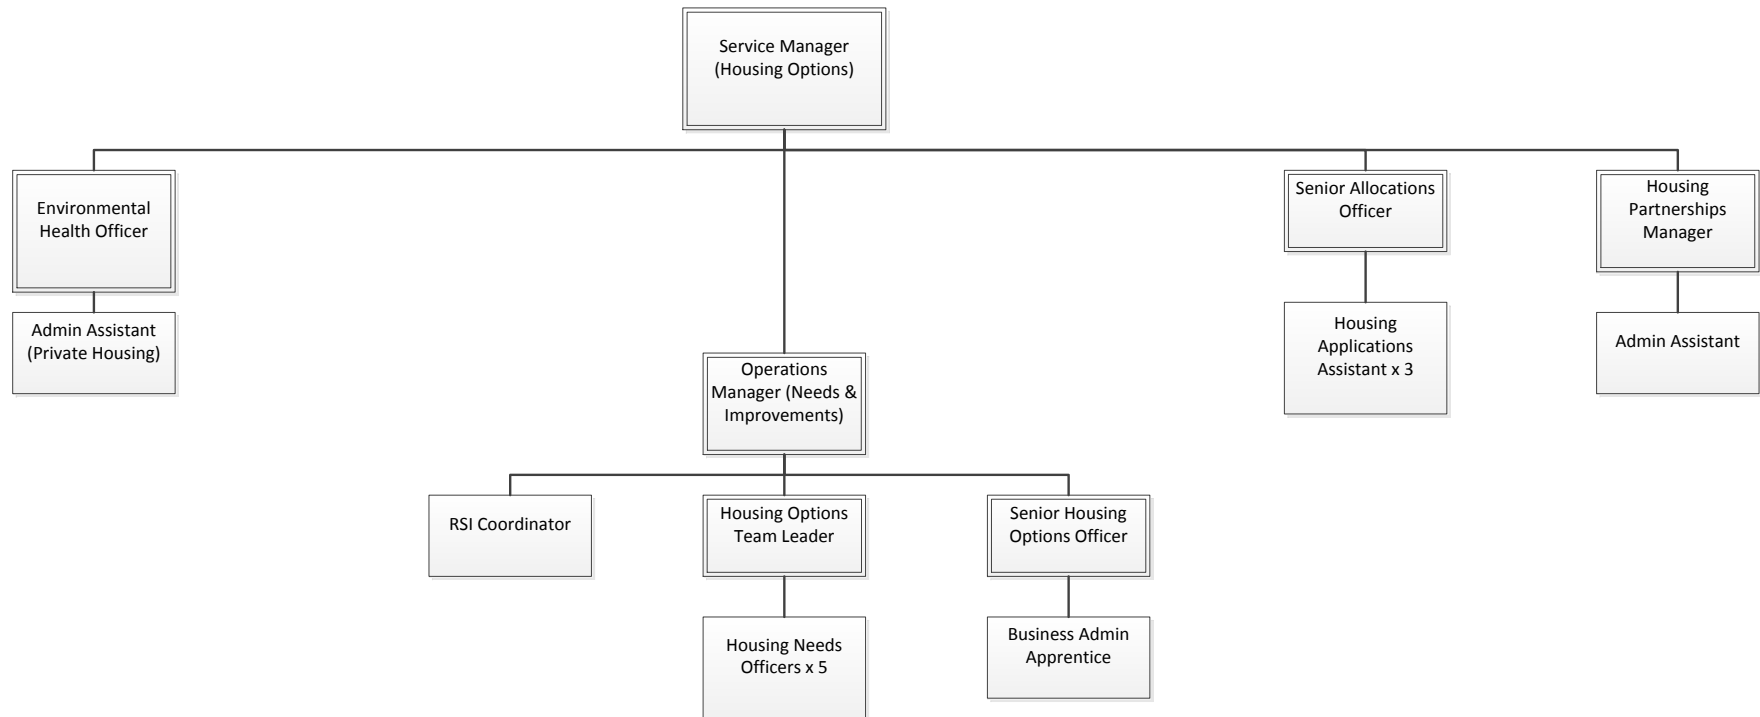 Service Manager
(Housing Options)
Environmental
Health Officer
Senior Allocations
Officer
Housing
Partnerships
Manager
Admin Assistant
(Private Housing)
Housing
Applications
Assistant x 3
Admin Assistant
Operations
Manager (Needs &
Improvements)
RSI Coordinator
Housing Options
Team Leader
Senior Housing
Options Officer
Housing Needs
Officers x 5
Business Admin
Apprentice